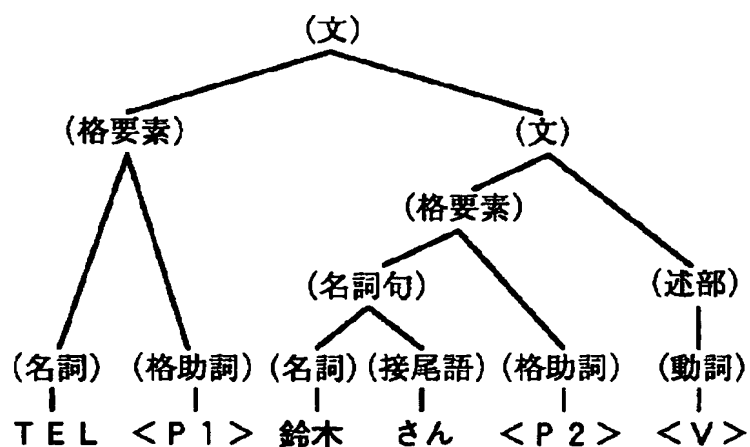 (文)
(格要素) (文)
(格要素)
(名詞句) (述部)
(名詞) (格助詞) (名詞) (接尾語) (格助詞) (動詞)
TEL <P1> 鈴木 さん <P2> <V>